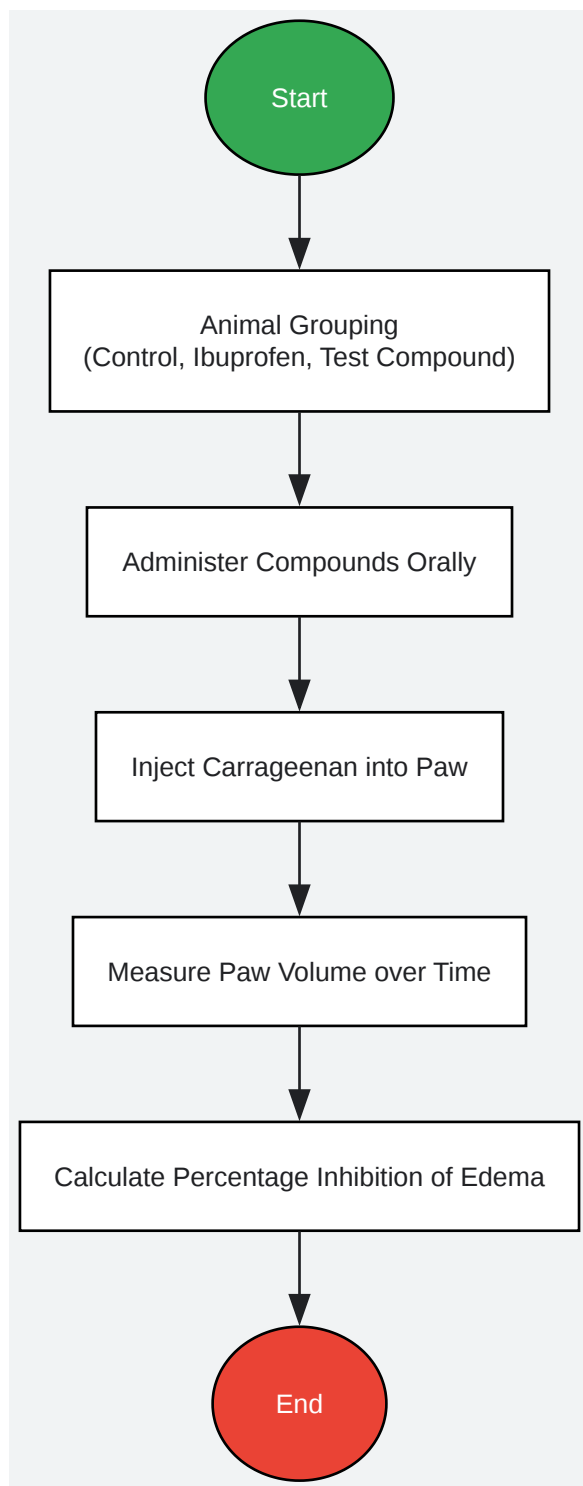 Start
Animal Grouping
(Control, Ibuprofen, Test Compound)
Administer Compounds Orally
Inject Carrageenan into Paw
Measure Paw Volume over Time
Calculate Percentage Inhibition of Edema
End